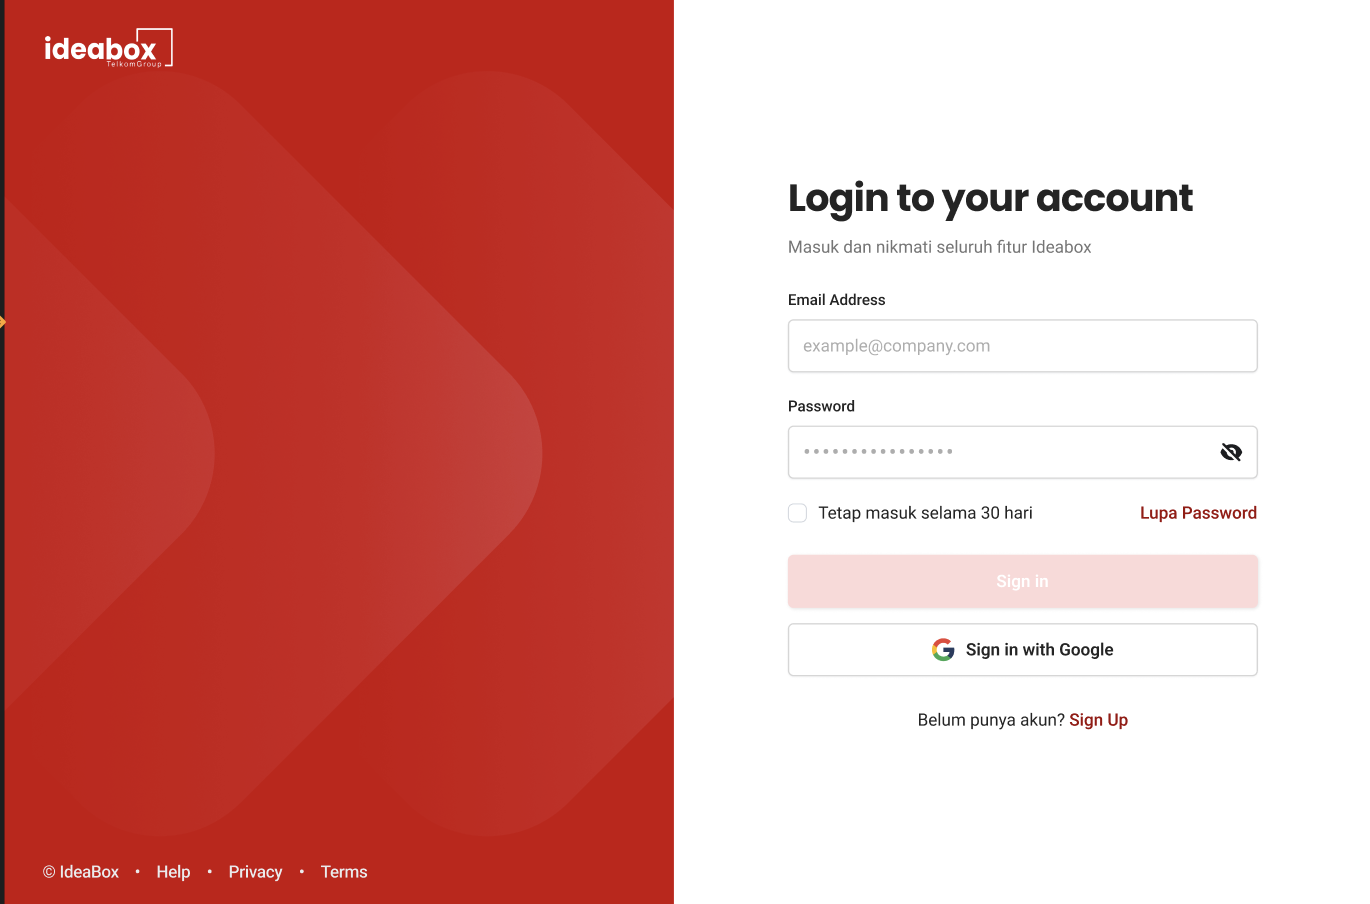 ideabox
TelkomGroup
Login to your account
Masuk dan nikmati seluruh fitur Ideabox
Email Address
example@company.com
Password
Tetap masuk selama 30 hari
Lupa Password
Sign in
Sign in with Google
Belum punya akun? Sign Up
© IdeaBox • Help • Privacy • Terms